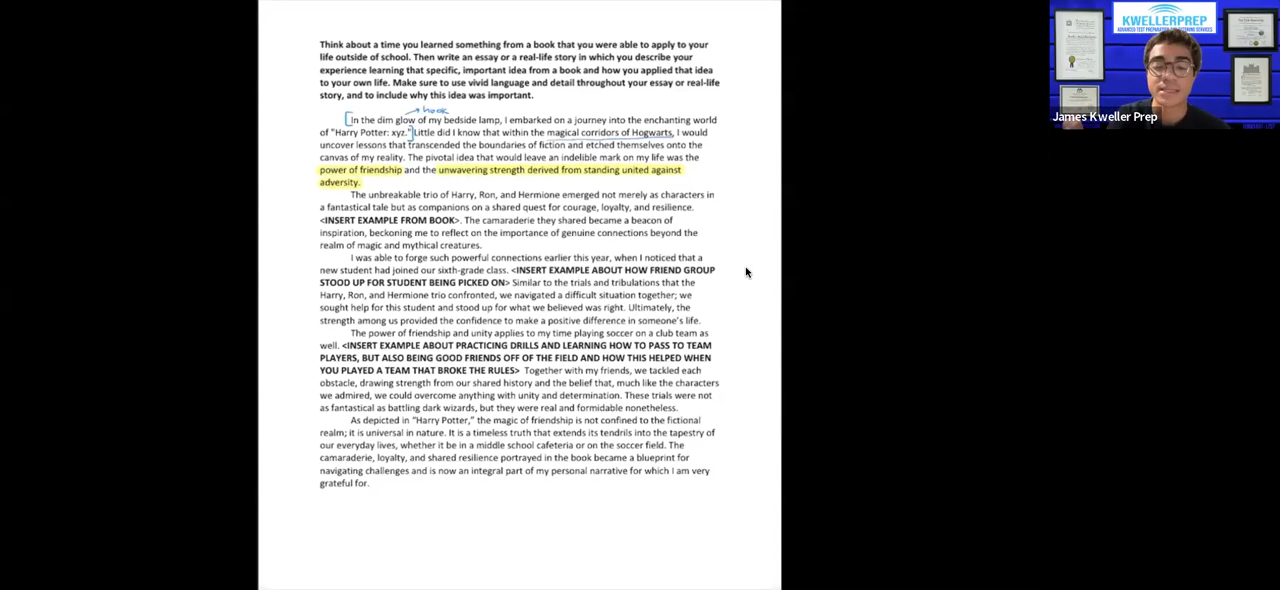 Think about a time you learned something from a book that you were able to apply to your
life outside of school. Then write an essay or a real-life story in which you describe your
experience learning that specific, important idea from a book and how you applied that idea
to your own life. Make sure to use vivid language and detail throughout your essay or real-life
story, and to include why this idea was important.
hook
In the dim glow of my bedside lamp, I embarked on a journey into the enchanting world
of "Harry Potter: xyz." Little did I know that within the magical corridors of Hogwarts, I would
uncover lessons that transcended the boundaries of fiction and etched themselves onto the
canvas of my reality. The pivotal idea that would leave an indelible mark on my life was the
power of friendship and the unwavering strength derived from standing united against
adversity.
The unbreakable trio of Harry, Ron, and Hermione emerged not merely as characters in
a fantastical tale but as companions on a shared quest for courage, loyalty, and resilience.
<INSERT EXAMPLE FROM BOOK>. The camaraderie they shared became a beacon of
inspiration, beckoning me to reflect on the importance of genuine connections beyond the
realm of magic and mythical creatures.
I was able to forge such powerful connections earlier this year, when I noticed that a
new student had joined our sixth-grade class. <INSERT EXAMPLE ABOUT HOW FRIEND GROUP
STOOD UP FOR STUDENT BEING PICKED ON> Similar to the trials and tribulations that the
Harry, Ron, and Hermione trio confronted, we navigated a difficult situation together; we
sought help for this student and stood up for what we believed was right. Ultimately, the
strength among us provided the confidence to make a positive difference in someone's life.
The power of friendship and unity applies to my time playing soccer on a club team as
well. <INSERT EXAMPLE ABOUT PRACTICING DRILLS AND LEARNING HOW TO PASS TO TEAM
PLAYERS, BUT ALSO BEING GOOD FRIENDS OFF OF THE FIELD AND HOW THIS HELPED WHEN
YOU PLAYED A TEAM THAT BROKE THE RULES> Together with my friends, we tackled each
obstacle, drawing strength from our shared history and the belief that, much like the characters
we admired, we could overcome anything with unity and determination. These trials were not
as fantastical as battling dark wizards, but they were real and formidable nonetheless.
As depicted in "Harry Potter," the magic of friendship is not confined to the fictional
realm; it is universal in nature. It is a timeless truth that extends its tendrils into the tapestry of
our everyday lives, whether it be in a middle school cafeteria or on the soccer field. The
camaraderie, loyalty, and shared resilience portrayed in the book became a blueprint for
navigating challenges and is now an integral part of my personal narrative for which I am very
grateful for.
KWELLERPREP
James Kweller Prep